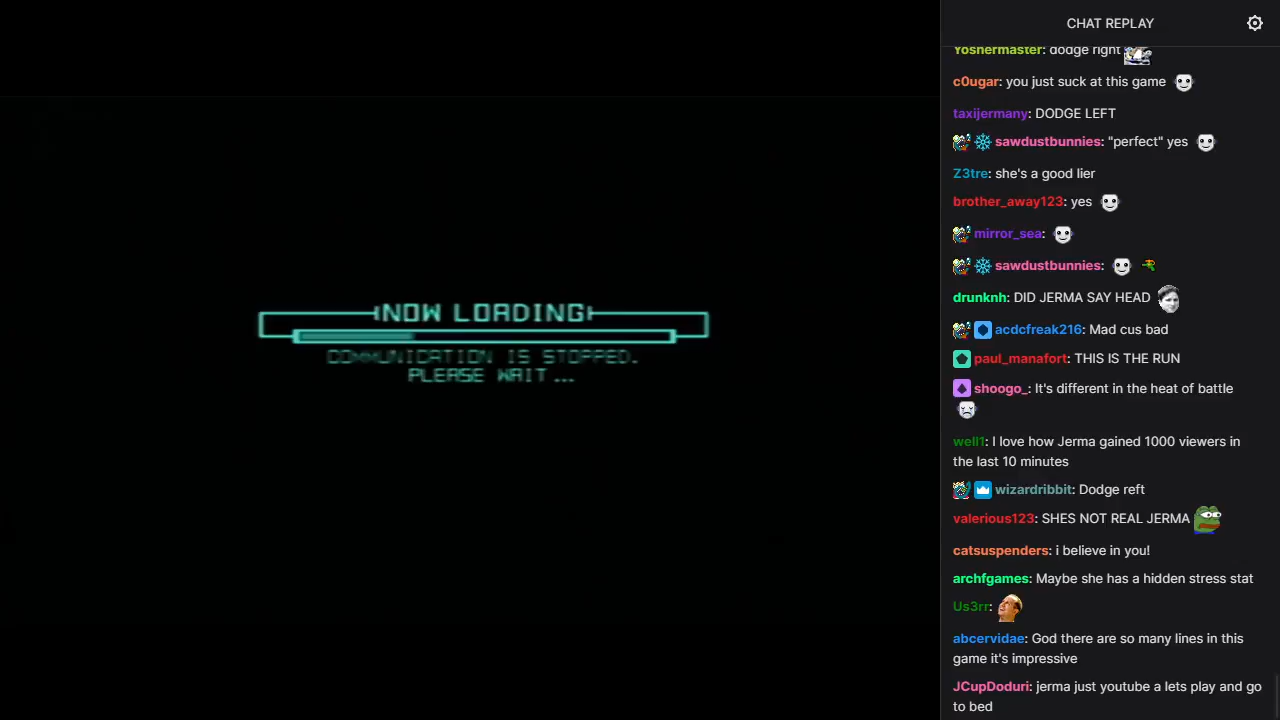 NOW LOADING
COMMUNICATION IS STOPPED.
PLEASE WAIT...
CHAT REPLAY
Yoshermaster: dodge right
c0ugar: you just suck at this game
taxijermany: DODGE LEFT
sawdustbunnies: "perfect" yes
Z3tre: she's a good lier
brother_away123: yes
mirror_sea:
sawdustbunnies:
drunknh: DID JERMA SAY HEAD
acdcfreak216: Mad cus bad
paul_manafort: THIS IS THE RUN
shoogo_: It's different in the heat of battle
well1: I love how Jerma gained 1000 viewers in
the last 10 minutes
wizardribbit: Dodge reft
valerious123: SHES NOT REAL JERMA
catsuspenders: i believe in you!
archfgames: Maybe she has a hidden stress stat
Us3rr:
abcervidae: God there are so many lines in this
game it's impressive
JCupDoduri: jerma just youtube a lets play and go
to bed